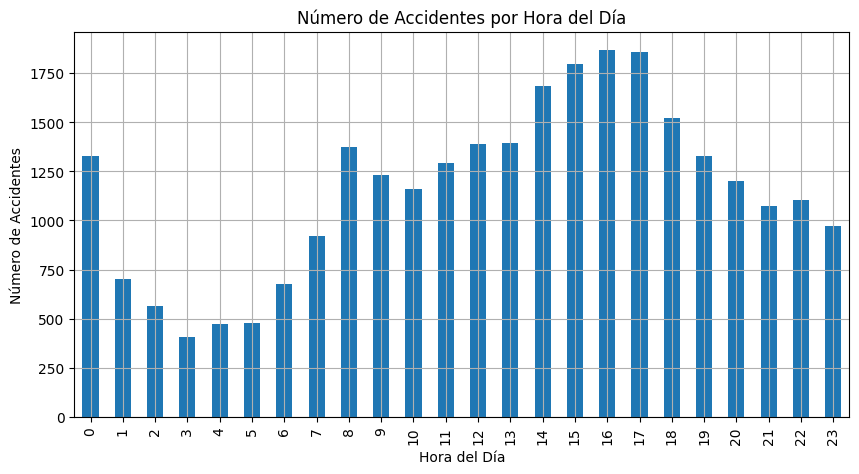 Número de Accidentes por Hora del Día
Número de Accidentes
1750
1500
1250
1000
750
500
250
0
0 1 2 3 4 5 6 7 8 9 10 11 12 13 14 15 16 17 18 19 20 21 22 23
Hora del Día